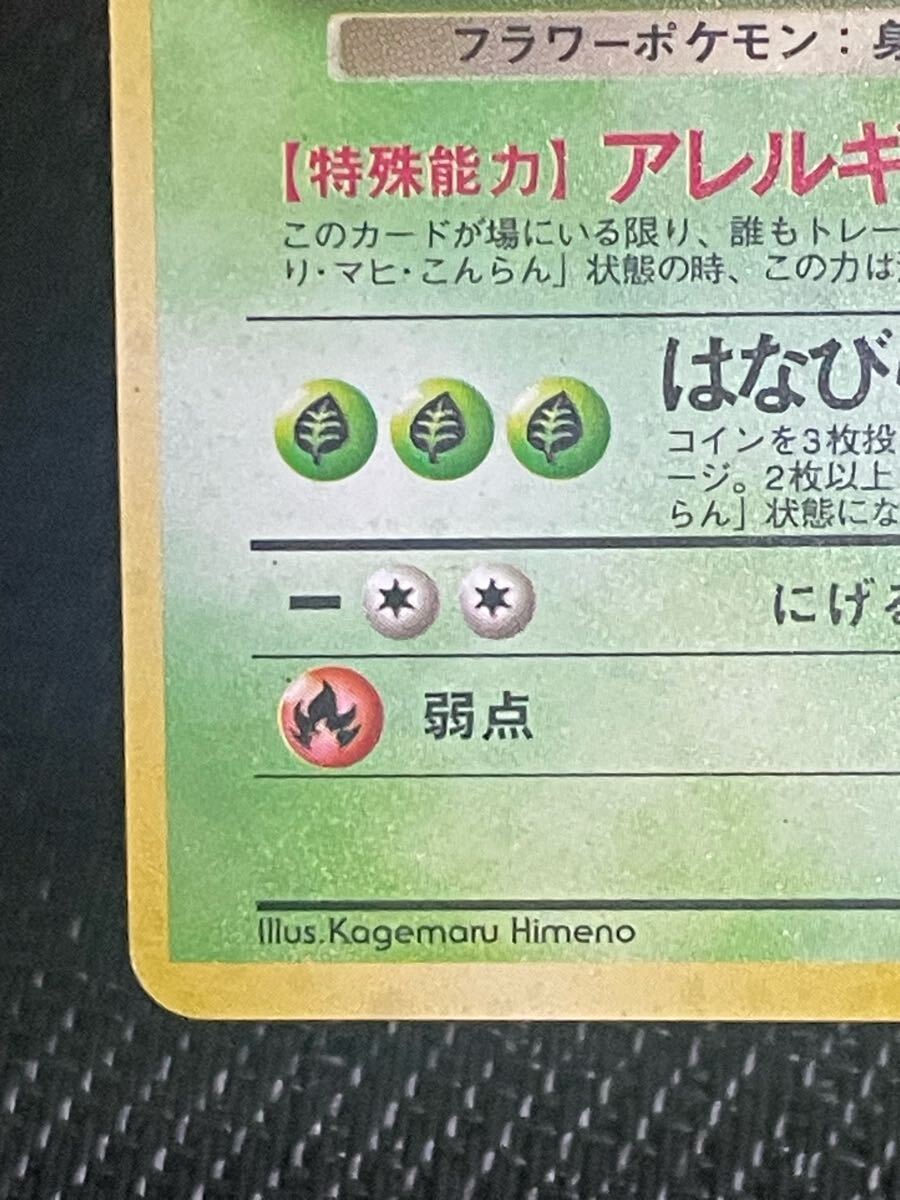 フラワーポケモン：身
【特殊能力】アレルギ
このカードが場にいる限り、誰もトレー
り・マヒ・こんらん」状態の時、この力は
はなび
コインを3枚投
ージ。2枚以上
らん」状態にな
ー
にげる
弱点
Illus.Kagemaru Himeno